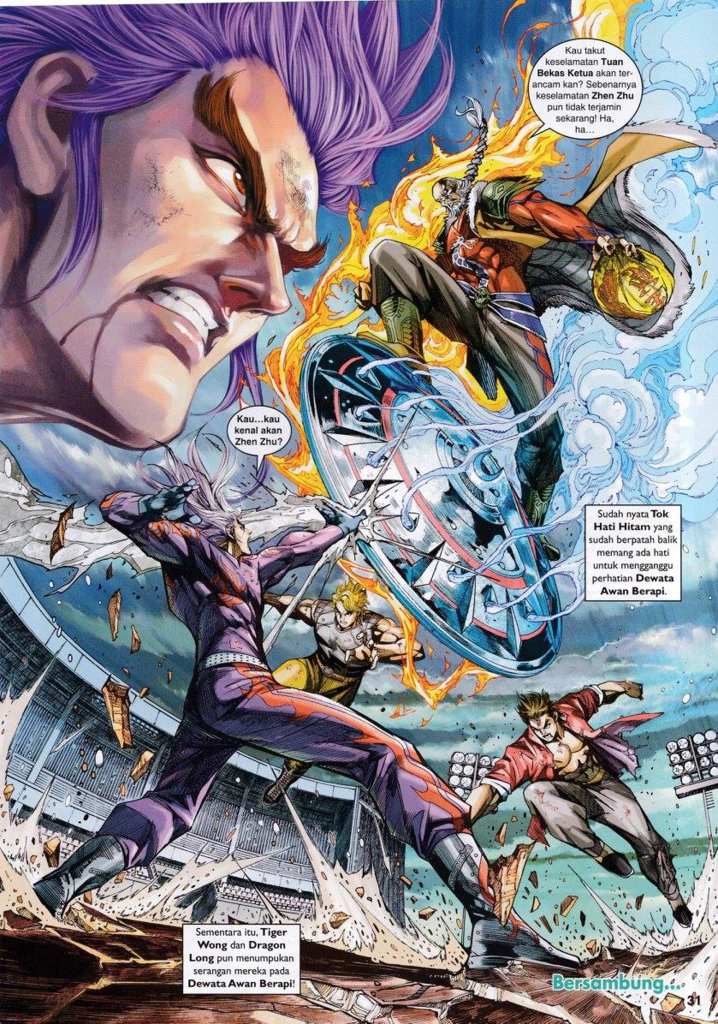 Kau takut
keselamatan Tuan
Bekas Ketua akan ter-
ancam kan? Sebenarnya
keselamatan Zhen Zhu
pun tidak terjamin
sekarang! Ha,
ha...
Kau...kau
kenal akan
Zhen Zhu?
Sudah nyata Tok
Hati Hitam yang
sudah berpatah balik
memang ada hati
untuk mengganggu
perhatian Dewata
Awan Berapi.
Sementara itu, Tiger
Wong dan Dragon
Long pun menumpukan
serangan mereka pada
Dewata Awan Berapi!
Bersambung...
31